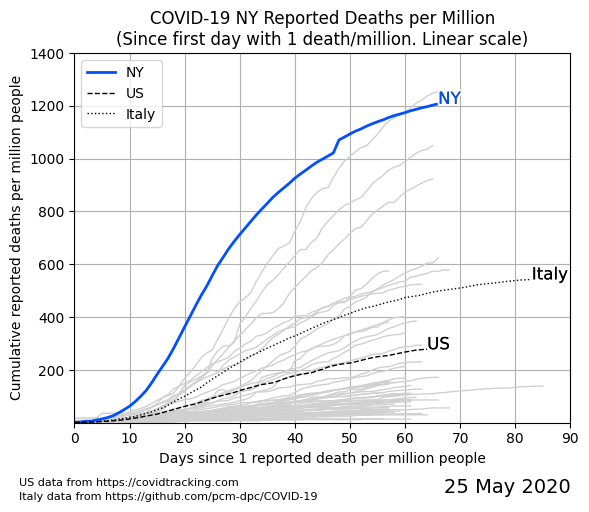 COVID-19 NY Reported Deaths per Million
(Since first day with 1 death/million. Linear scale)
1400
1200
1000
800
600
400
200
Cumulative reported deaths per million people
NY
US
Italy
NY
Italy
US
0 10 20 30 40 50 60 70 80 90
Days since 1 reported death per million people
US data from https://covidtracking.com
Italy data from https://github.com/pcm-dpc/COVID-19
25 May 2020